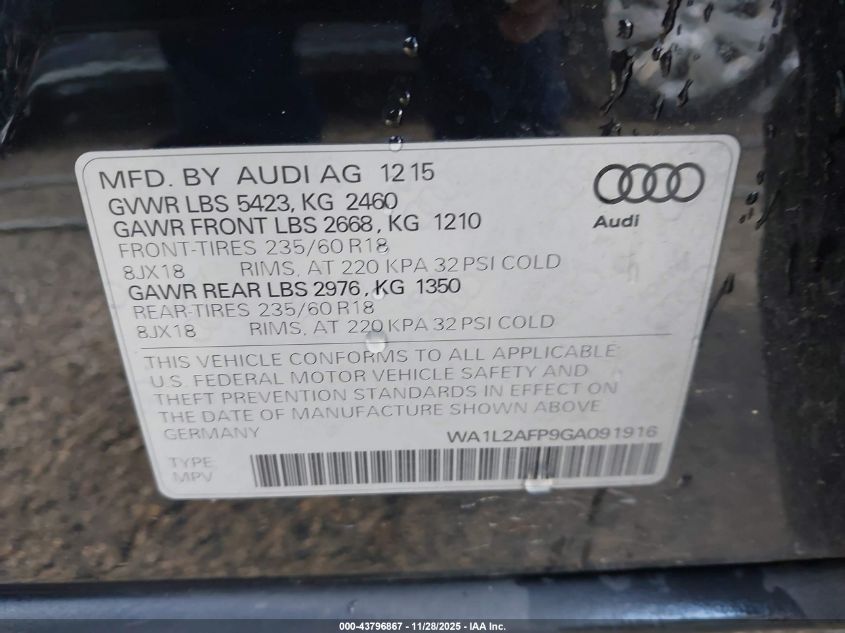 MFD. BY AUDI AG 12 15
GVWR LBS 5423, KG 2460
GAWR FRONT LBS 2668, KG 1210
FRONT-TIRES 235/60 R18
8JX18 RIMS, AT 220 KPA 32 PSI COLD
GAWR REAR LBS 2976, KG 1350
REAR-TIRES 235/60 R18
8JX18 RIMS, AT 220 KPA 32 PSI COLD
Audi
THIS VEHICLE CONFORMS TO ALL APPLICABLE
U.S. FEDERAL MOTOR VEHICLE SAFETY AND
THEFT PREVENTION STANDARDS IN EFFECT ON
THE DATE OF MANUFACTURE SHOWN ABOVE.
GERMANY WA1L2AFP9GA091916
TYPE:
MPV
000-43796867 - 11/28/2025 - IAA Inc.